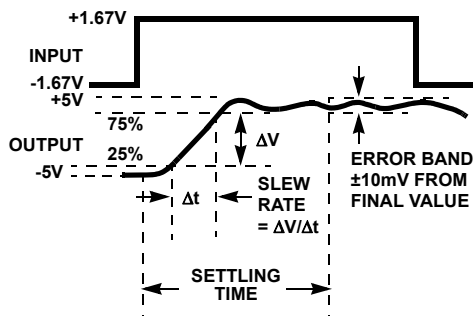 +1.67V
INPUT
-1.67V
+5V
75%
OUTPUT
25%
-5V
ΔV
Δt
SLEW
RATE
= ΔV/Δt
ERROR BAND
±10mV FROM
FINAL VALUE
SETTLING
TIME